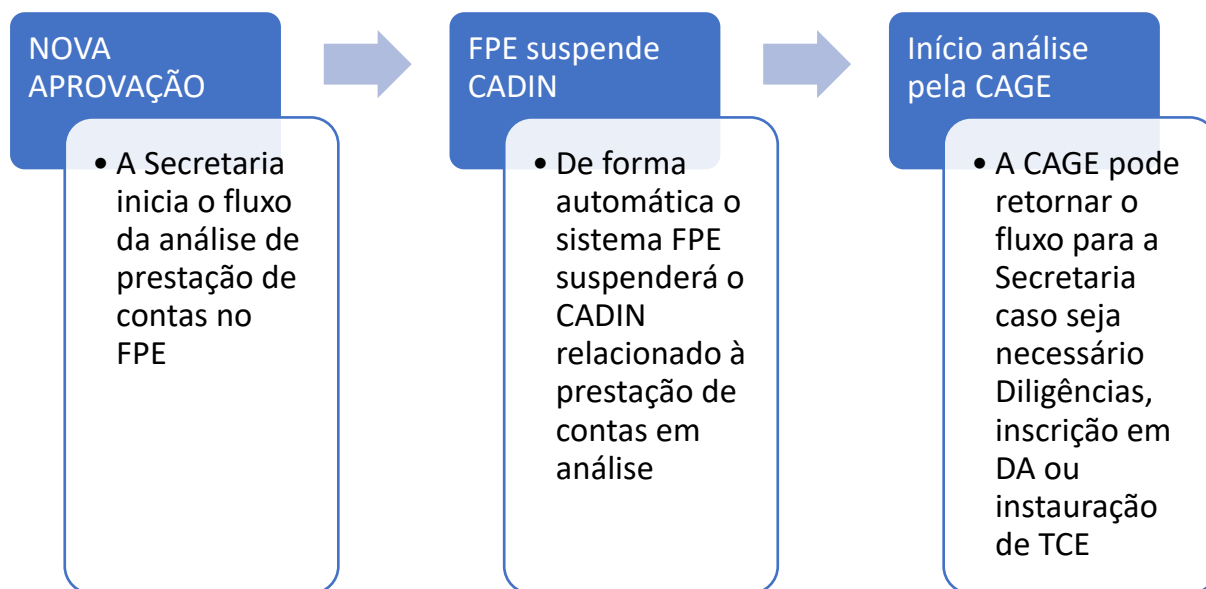 NOVA
APROVAÇÃO
• A Secretaria
inicia o fluxo
da análise de
prestação de
contas no
FPE
FPE suspende
CADIN
• De forma
automática o
sistema FPE
suspenderá o
CADIN
relacionado à
prestação de
contas em
análise
Início análise
pela CAGE
• A CAGE pode
retornar o
fluxo para a
Secretaria
caso seja
necessário
Diligências,
inscrição em
DA ou
instauração
de TCE